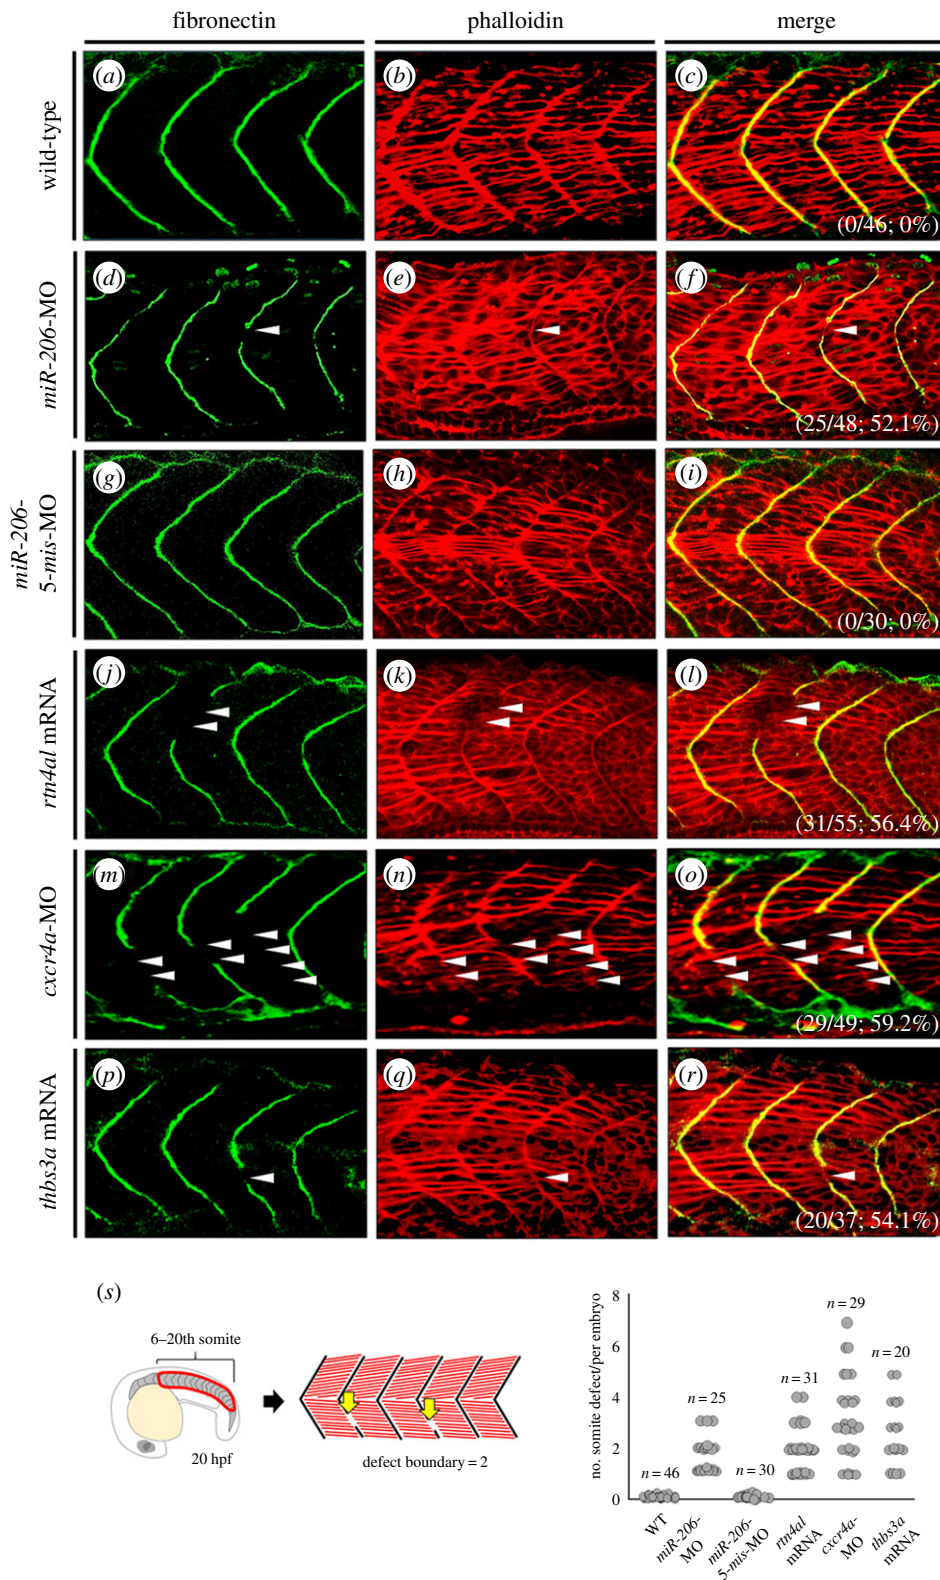 fibronectin phalloidin merge
wild-type
(a) (b) (c)
(0/46; 0%)
miR-206-MO
(d) (e) (f)
(25/48; 52.1%)
miR-206-
5-mis-MO
(g) (h) (i)
(0/30; 0%)
rtn4al mRNA
(j) (k) (l)
(31/55; 56.4%)
cxcr4a-MO
(m) (n) (o)
(29/49; 59.2%)
thbs3a mRNA
(p) (q) (r)
(20/37; 54.1%)
(s)
6–20th somite
20 hpf
defect boundary = 2
no. somite defect/per embryo
8
6
4
2
0
n = 46
n = 25
n = 30
n = 31
n = 29
n = 20
WT
miR-206-
MO
miR-206-
5-mis-MO
rtn4al
mRNA
cxcr4a-
MO
thbs3a
mRNA